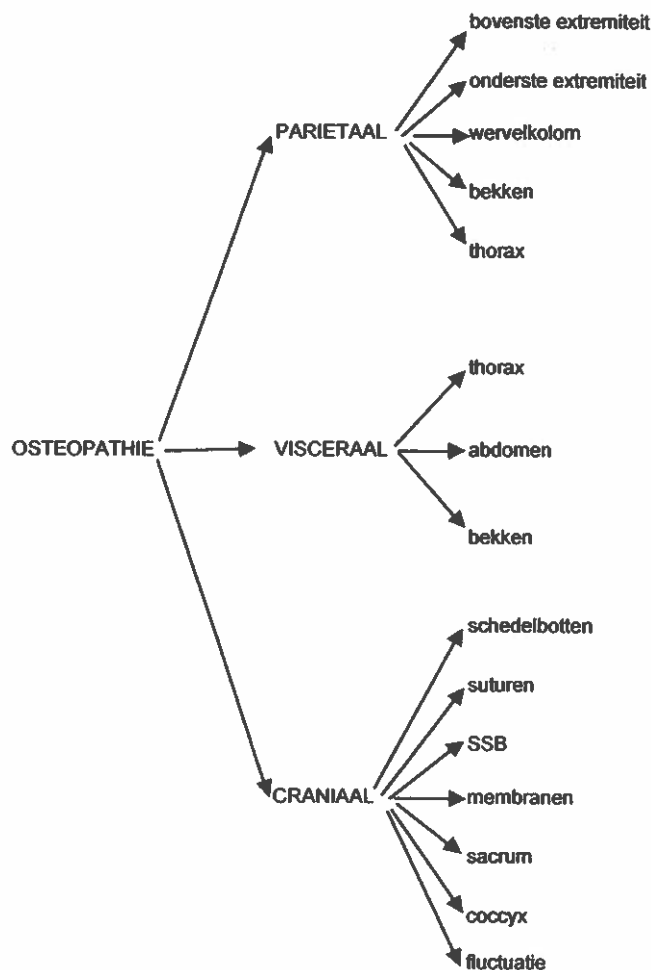 bovenste extremiteit
onderste extremiteit
PARIETAAL
wervelkolom
bekken
thorax
thorax
OSTEOPATHIE
VISCERAAL
abdomen
bekken
schedelbotten
suturen
SSB
CRANIAAL
membranen
sacrum
coccyx
fluctuatie